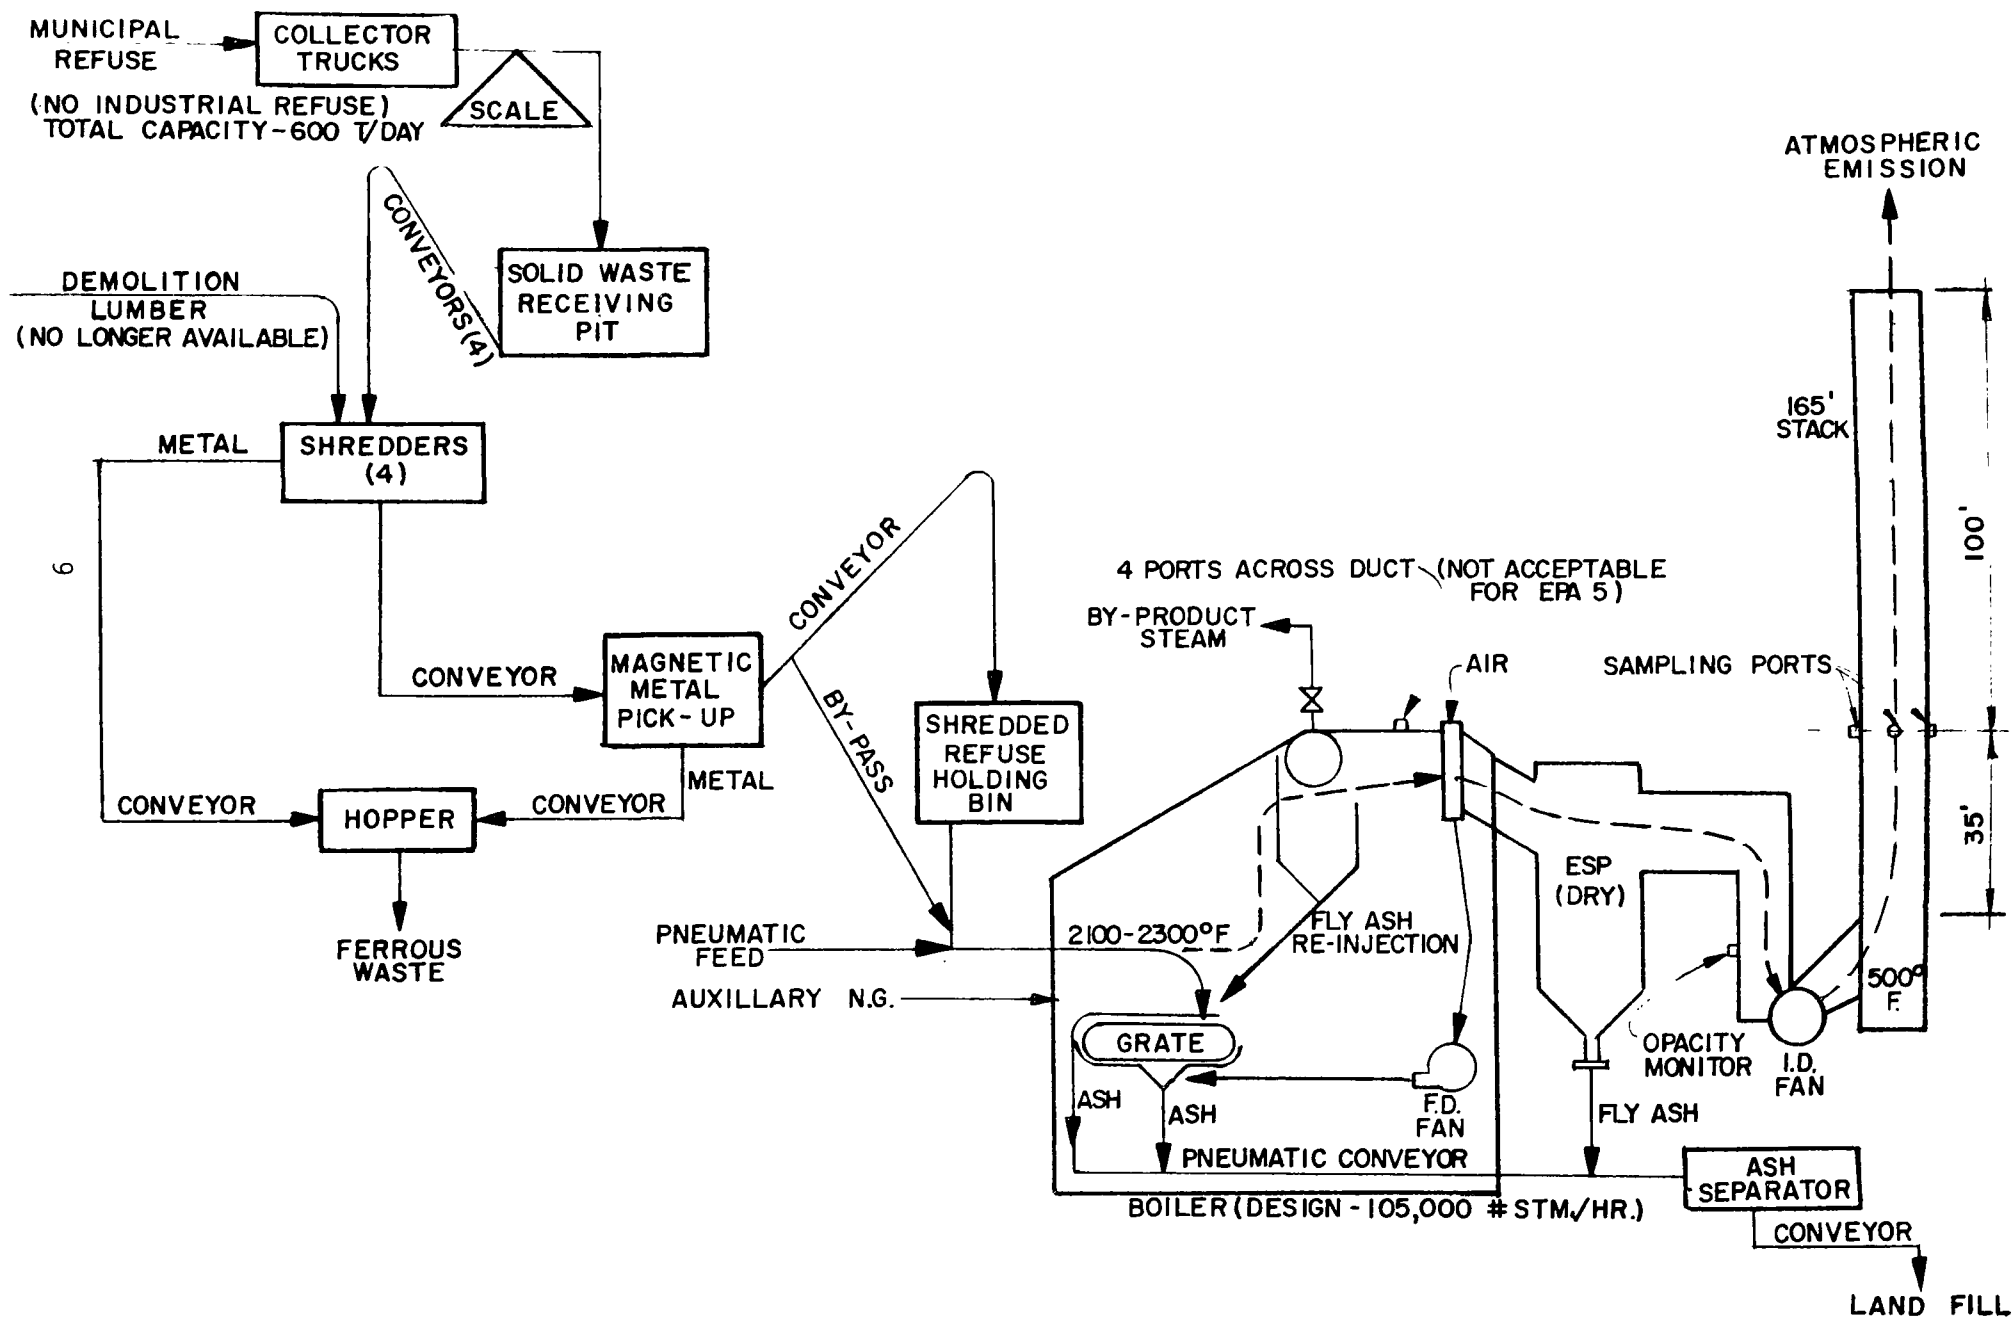 MUNICIPAL
REFUSE
COLLECTOR
TRUCKS
(NO INDUSTRIAL REFUSE)
TOTAL CAPACITY-600 T/DAY
SCALE
CONVEYORS (4)
SOLID WASTE
RECEIVING
PIT
DEMOLITION
LUMBER
(NO LONGER AVAILABLE)
METAL
SHREDDERS
(4)
6
CONVEYOR
MAGNETIC
METAL
PICK-UP
CONVEYOR
BY-PASS
METAL
SHREDDED
REFUSE
HOLDING
BIN
CONVEYOR
HOPPER
CONVEYOR
FERROUS
WASTE
PNEUMATIC
FEED
AUXILLARY N.G.
4 PORTS ACROSS DUCT (NOT ACCEPTABLE
FOR EPA 5)
BY-PRODUCT
STEAM
AIR
SAMPLING PORTS
ATMOSPHERIC
EMISSION
165'
STACK
100'
35'
2100-2300°F
FLY ASH
RE-INJECTION
ESP
(DRY)
500°
F.
GRATE
ASH
ASH
F.D.
FAN
OPACITY
MONITOR
I.D.
FAN
FLY ASH
PNEUMATIC CONVEYOR
BOILER (DESIGN - 105,000 # STM./HR.)
ASH
SEPARATOR
CONVEYOR
LAND FILL